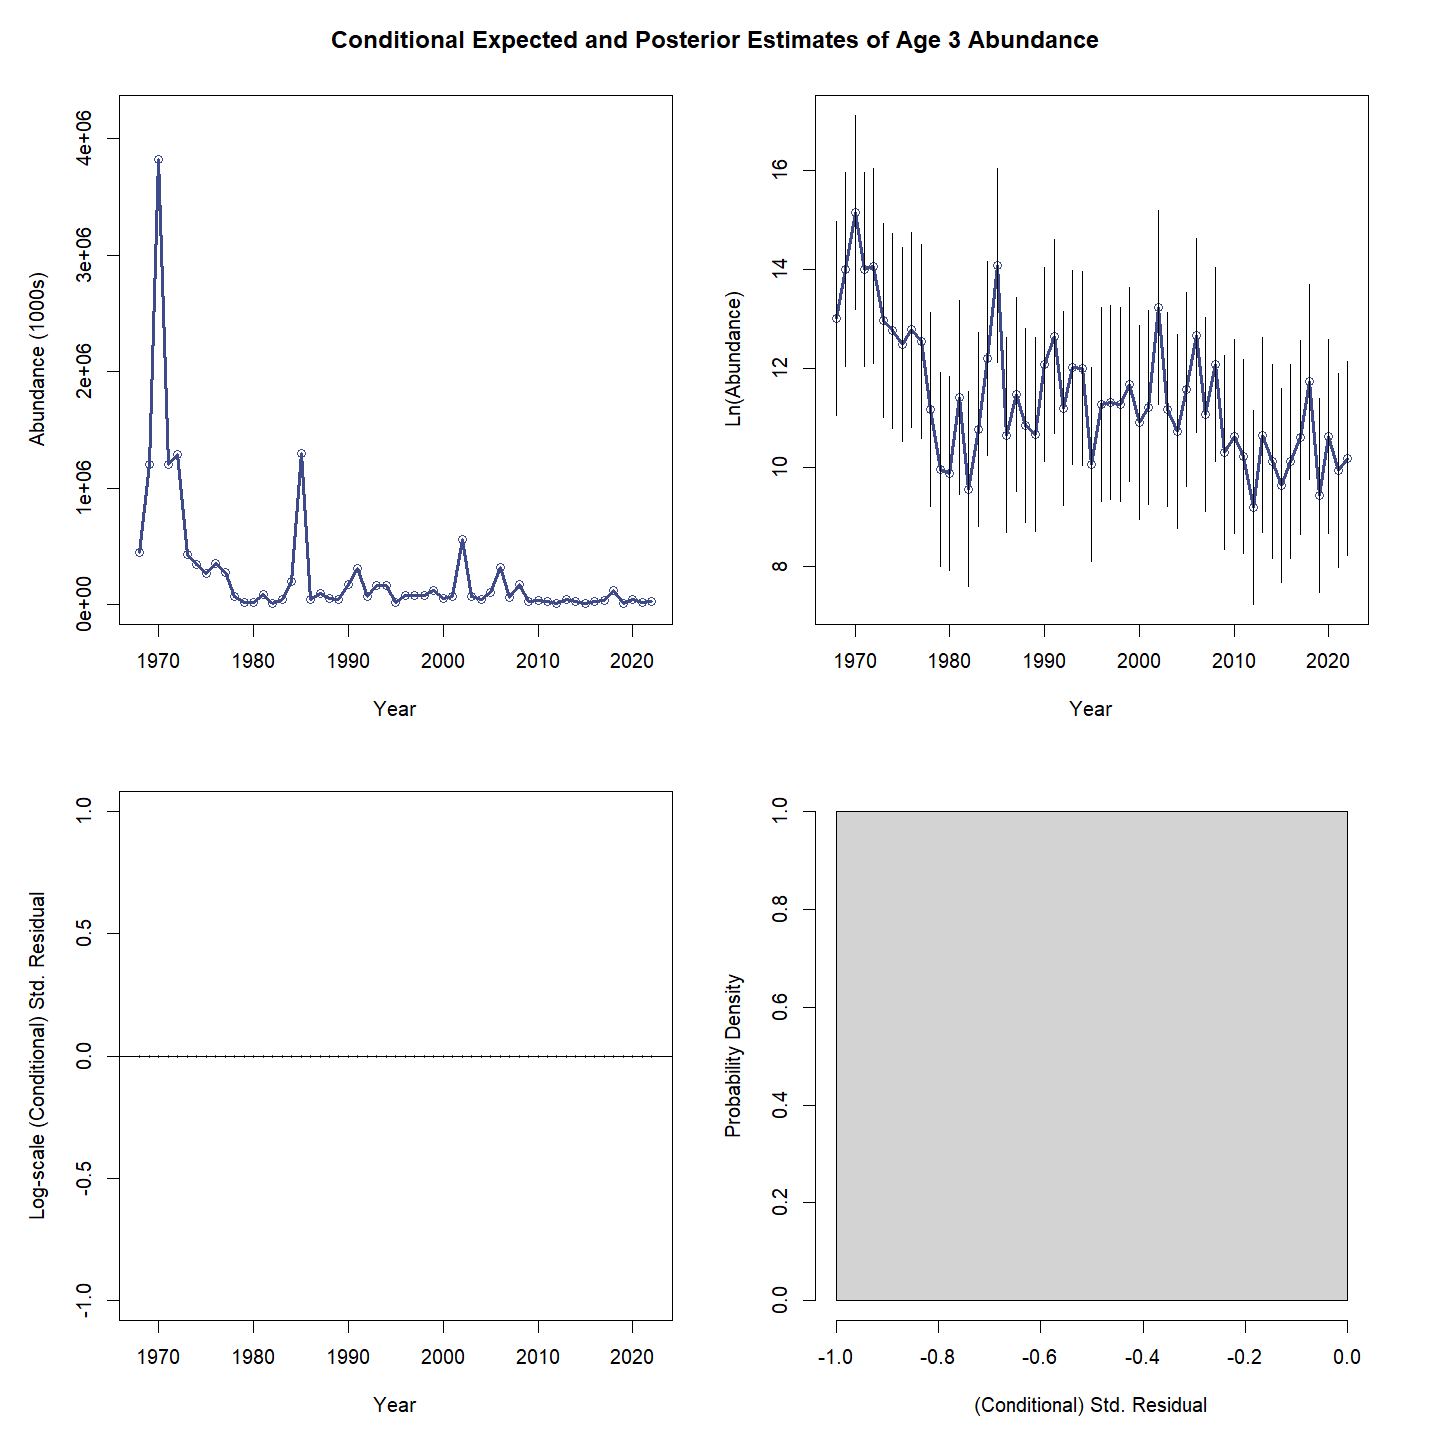 Conditional Expected and Posterior Estimates of Age 3 Abundance
Abundance (1000s)
4e+06
3e+06
2e+06
1e+06
0e+00
1970 1980 1990 2000 2010 2020
Year
Ln(Abundance)
16
14
12
10
8
1970 1980 1990 2000 2010 2020
Year
Log-scale (Conditional) Std. Residual
1.0
0.5
0.0
-0.5
-1.0
1970 1980 1990 2000 2010 2020
Year
Probability Density
1.0
0.8
0.6
0.4
0.2
0.0
-1.0 -0.8 -0.6 -0.4 -0.2 0.0
(Conditional) Std. Residual